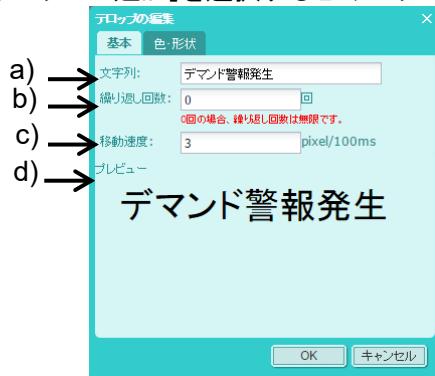 テロップの編集 ×
基本 色·形状
a) 文字列: デマンド警報発生
b) 繰り返し回数: 0 回
0回の場合、繰り返し回数は無限です。
c) 移動速度: 3 pixel/100ms
d) プレビュー
デマンド警報発生
OK キャンセル